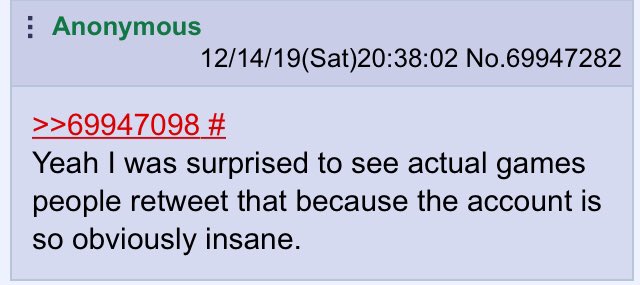 Anonymous
12/14/19(Sat)20:38:02 No.69947282
>>69947098 #
Yeah I was surprised to see actual games
people retweet that because the account is
so obviously insane.